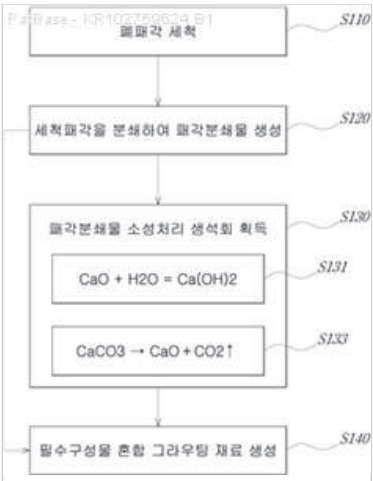 PatBase - KR102759624 B1
폐패각 세척
S110
세척패각을 분쇄하여 패각분쇄물 생성
S120
패각분쇄물 소성처리 생석회 획득
S130
CaO + H2O = Ca(OH)2
S131
CaCO3 → CaO + CO2↑
S133
필수구성물 혼합 그라우팅 재료 생성
S140